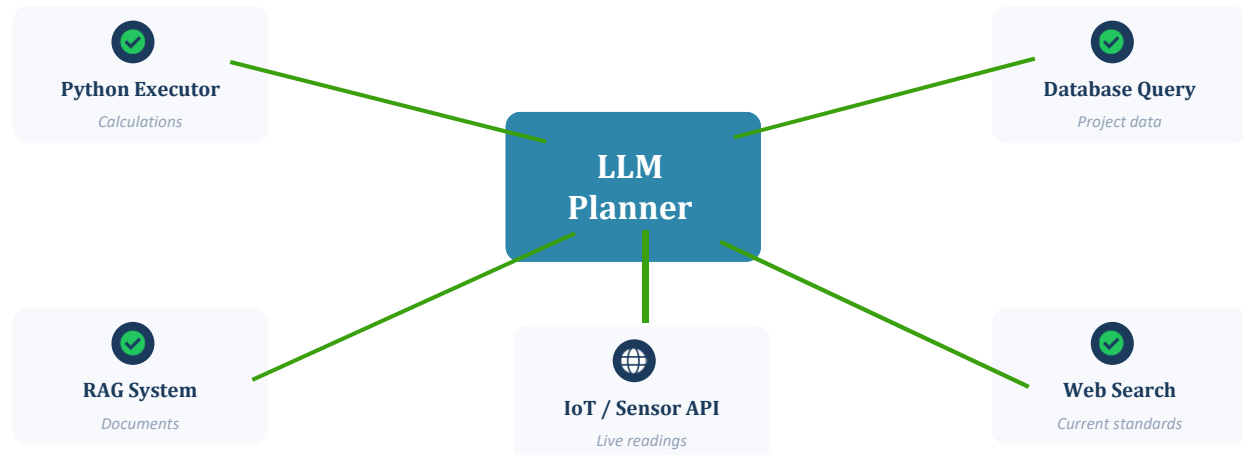 Python Executor
Calculations
Database Query
Project data
LLM
Planner
RAG System
Documents
IoT / Sensor API
Live readings
Web Search
Current standards